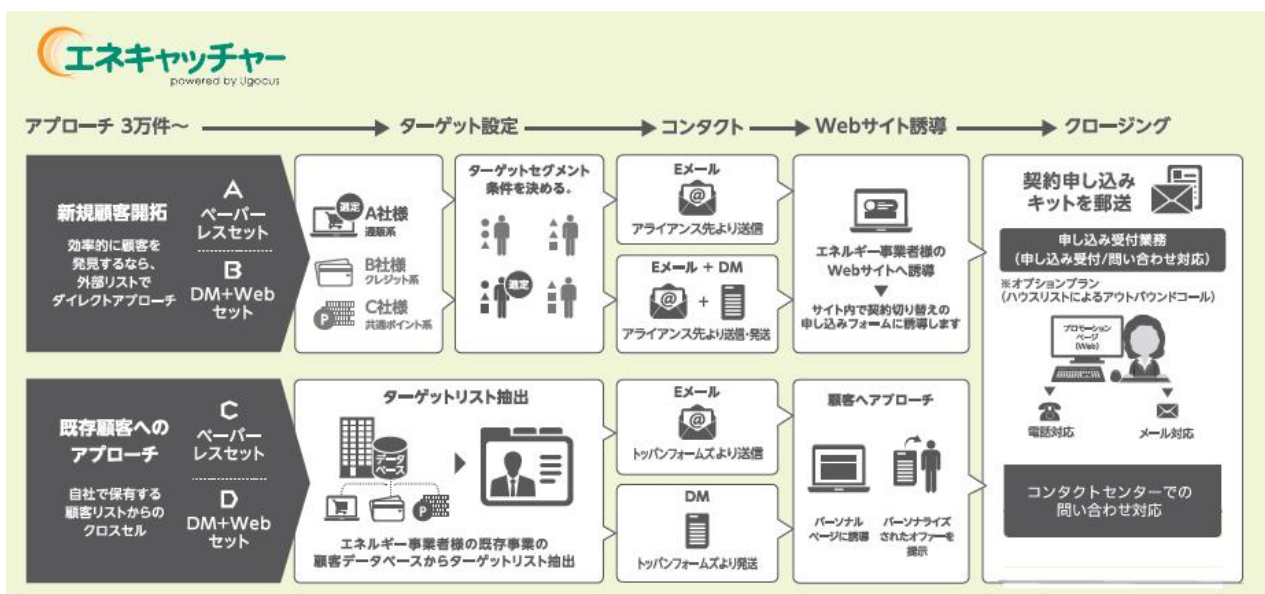 エネキャッチャー
powered by Ugocus
アプローチ 3万件〜
ターゲット設定
コンタクト
Webサイト誘導
クロージング
新規顧客開拓
効率的に顧客を
発見するなら、
外部リストで
ダイレクトアプローチ
A
ペーパー
レスセット
B
DM+Web
セット
選定
A社様
通販系
B社様
クレジット系
P
C社様
共通ポイント系
ターゲットセグメント
条件を決める。
選定
Eメール
@
アライアンス先より送信
Eメール + DM
@
+
アライアンス先より送信・発送
エネルギー事業者様の
Webサイトへ誘導
サイト内で契約切り替えの
申し込みフォームに誘導します
契約申し込み
キットを郵送
申し込み受付業務
(申し込み受付/問い合わせ対応)
※オプションプラン
(ハウスリストによるアウトバウンドコール)
プロモーション
ページ
(Web)
電話対応
メール対応
コンタクトセンターでの
問い合わせ対応
既存顧客への
アプローチ
自社で保有する
顧客リストからの
クロスセル
C
ペーパー
レスセット
D
DM+Web
セット
ターゲットリスト抽出
データ
ベース
P
エネルギー事業者様の既存事業の
顧客データベースからターゲットリスト抽出
Eメール
@
トッパンフォームズより送信
DM
トッパンフォームズより発送
顧客へアプローチ
パーソナル
ページに誘導
パーソナライズ
されたオファーを
提示